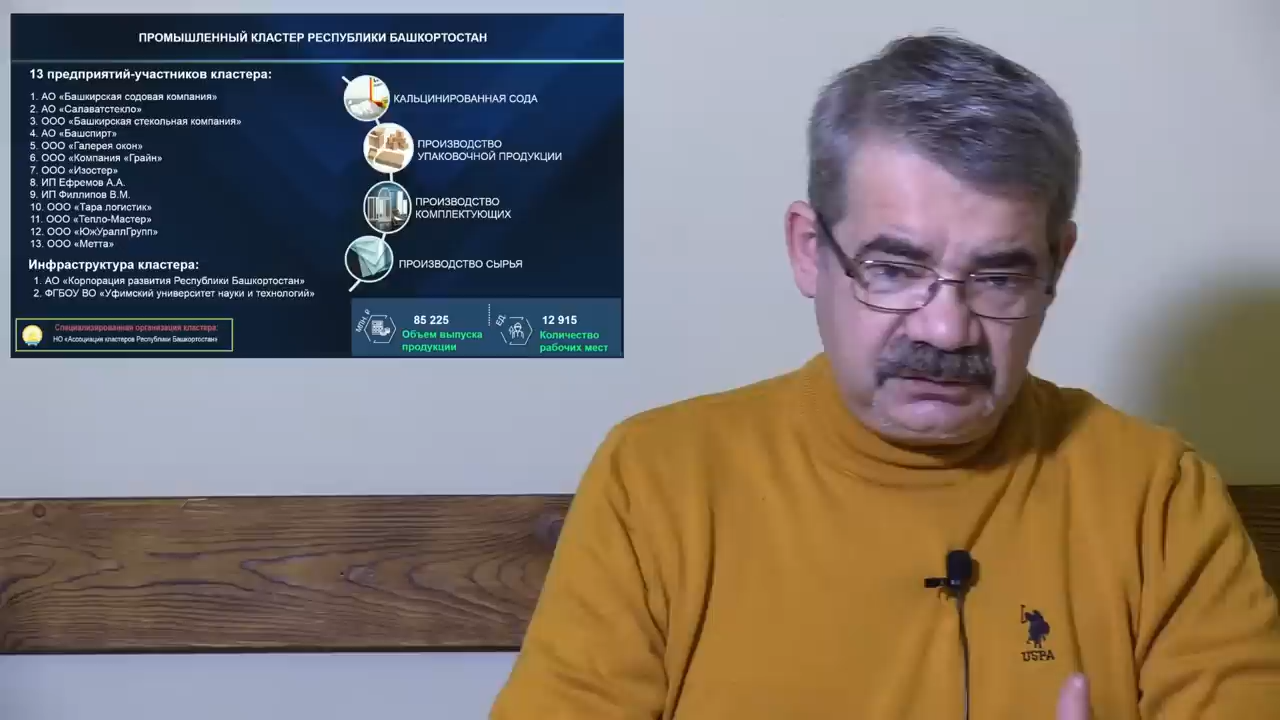 ПРОМЫШЛЕННЫЙ КЛАСТЕР РЕСПУБЛИКИ БАШКОРТОСТАН
13 предприятий-участников кластера:
1. АО «Башкирская содовая компания»
2. АО «Салаватстекло»
3. ООО «Башкирская стекольная компания»
4. АО «Башспирт»
5. ООО «Галерея окон»
6. ООО «Компания «Грайн»
7. ООО «Изостер»
8. ИП Ефремов А.А.
9. ИП Филлипов В.М.
10. ООО «Тара логистик»
11. ООО «Тепло-Мастер»
12. ООО «ЮжУраллГрупп»
13. ООО «Метта»
Инфраструктура кластера:
1. АО «Корпорация развития Республики Башкортостан»
2. ФГБОУ ВО «Уфимский университет науки и технологий»
Специализированная организация кластера:
НО «Ассоциация кластеров Республики Башкортостан»
КАЛЬЦИНИРОВАННАЯ СОДА
ПРОИЗВОДСТВО
УПАКОВОЧНОЙ ПРОДУКЦИИ
ПРОИЗВОДСТВО
КОМПЛЕКТУЮЩИХ
ПРОИЗВОДСТВО СЫРЬЯ
МЛН. ₽
85 225
Объем выпуска
продукции
ЕД.
12 915
Количество
рабочих мест
USPA